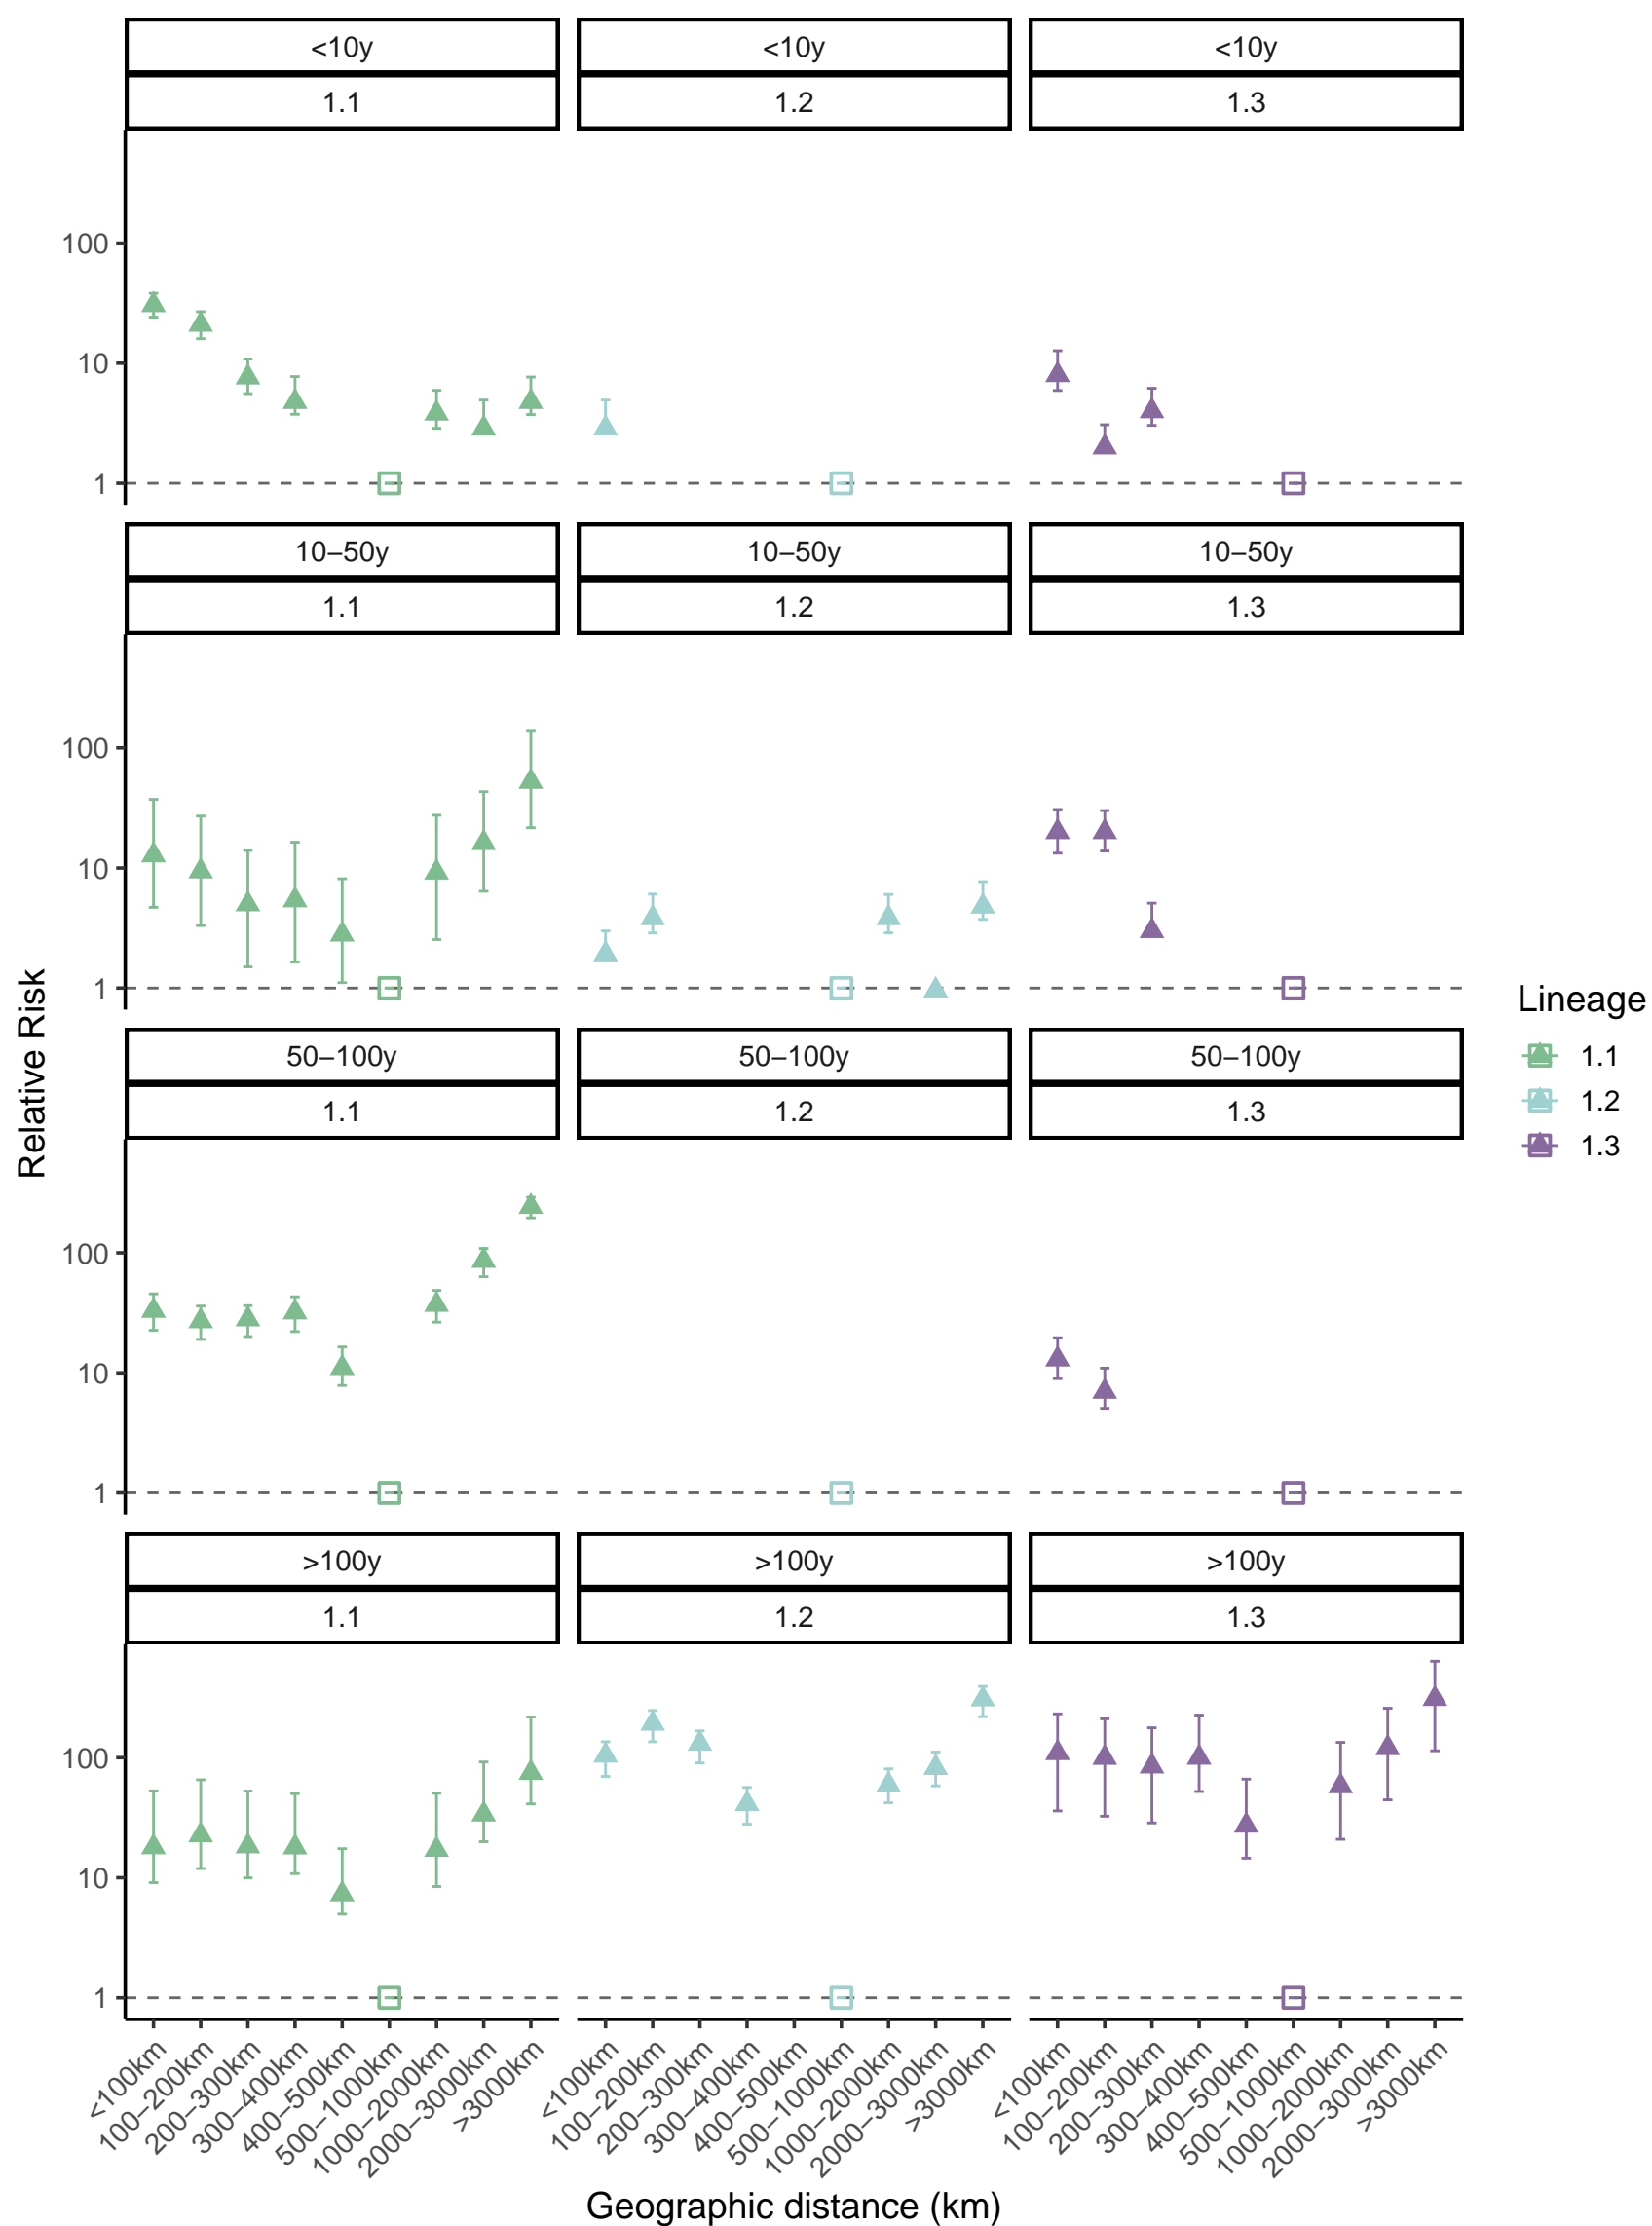 <10y
<10y
<10y
1.1
1.2
1.3
100
10
1
10–50y
10–50y
10–50y
1.1
1.2
1.3
100
10
1
50–100y
50–100y
50–100y
1.1
1.2
1.3
100
10
1
>100y
>100y
>100y
1.1
1.2
1.3
100
10
1
<100km
100–200km
200–300km
300–400km
400–500km
500–1000km
1000–2000km
2000–3000km
>3000km
<100km
100–200km
200–300km
300–400km
400–500km
500–1000km
1000–2000km
2000–3000km
>3000km
<100km
100–200km
200–300km
300–400km
400–500km
500–1000km
1000–2000km
2000–3000km
>3000km
Geographic distance (km)
Relative Risk
Lineage
1.1
1.2
1.3